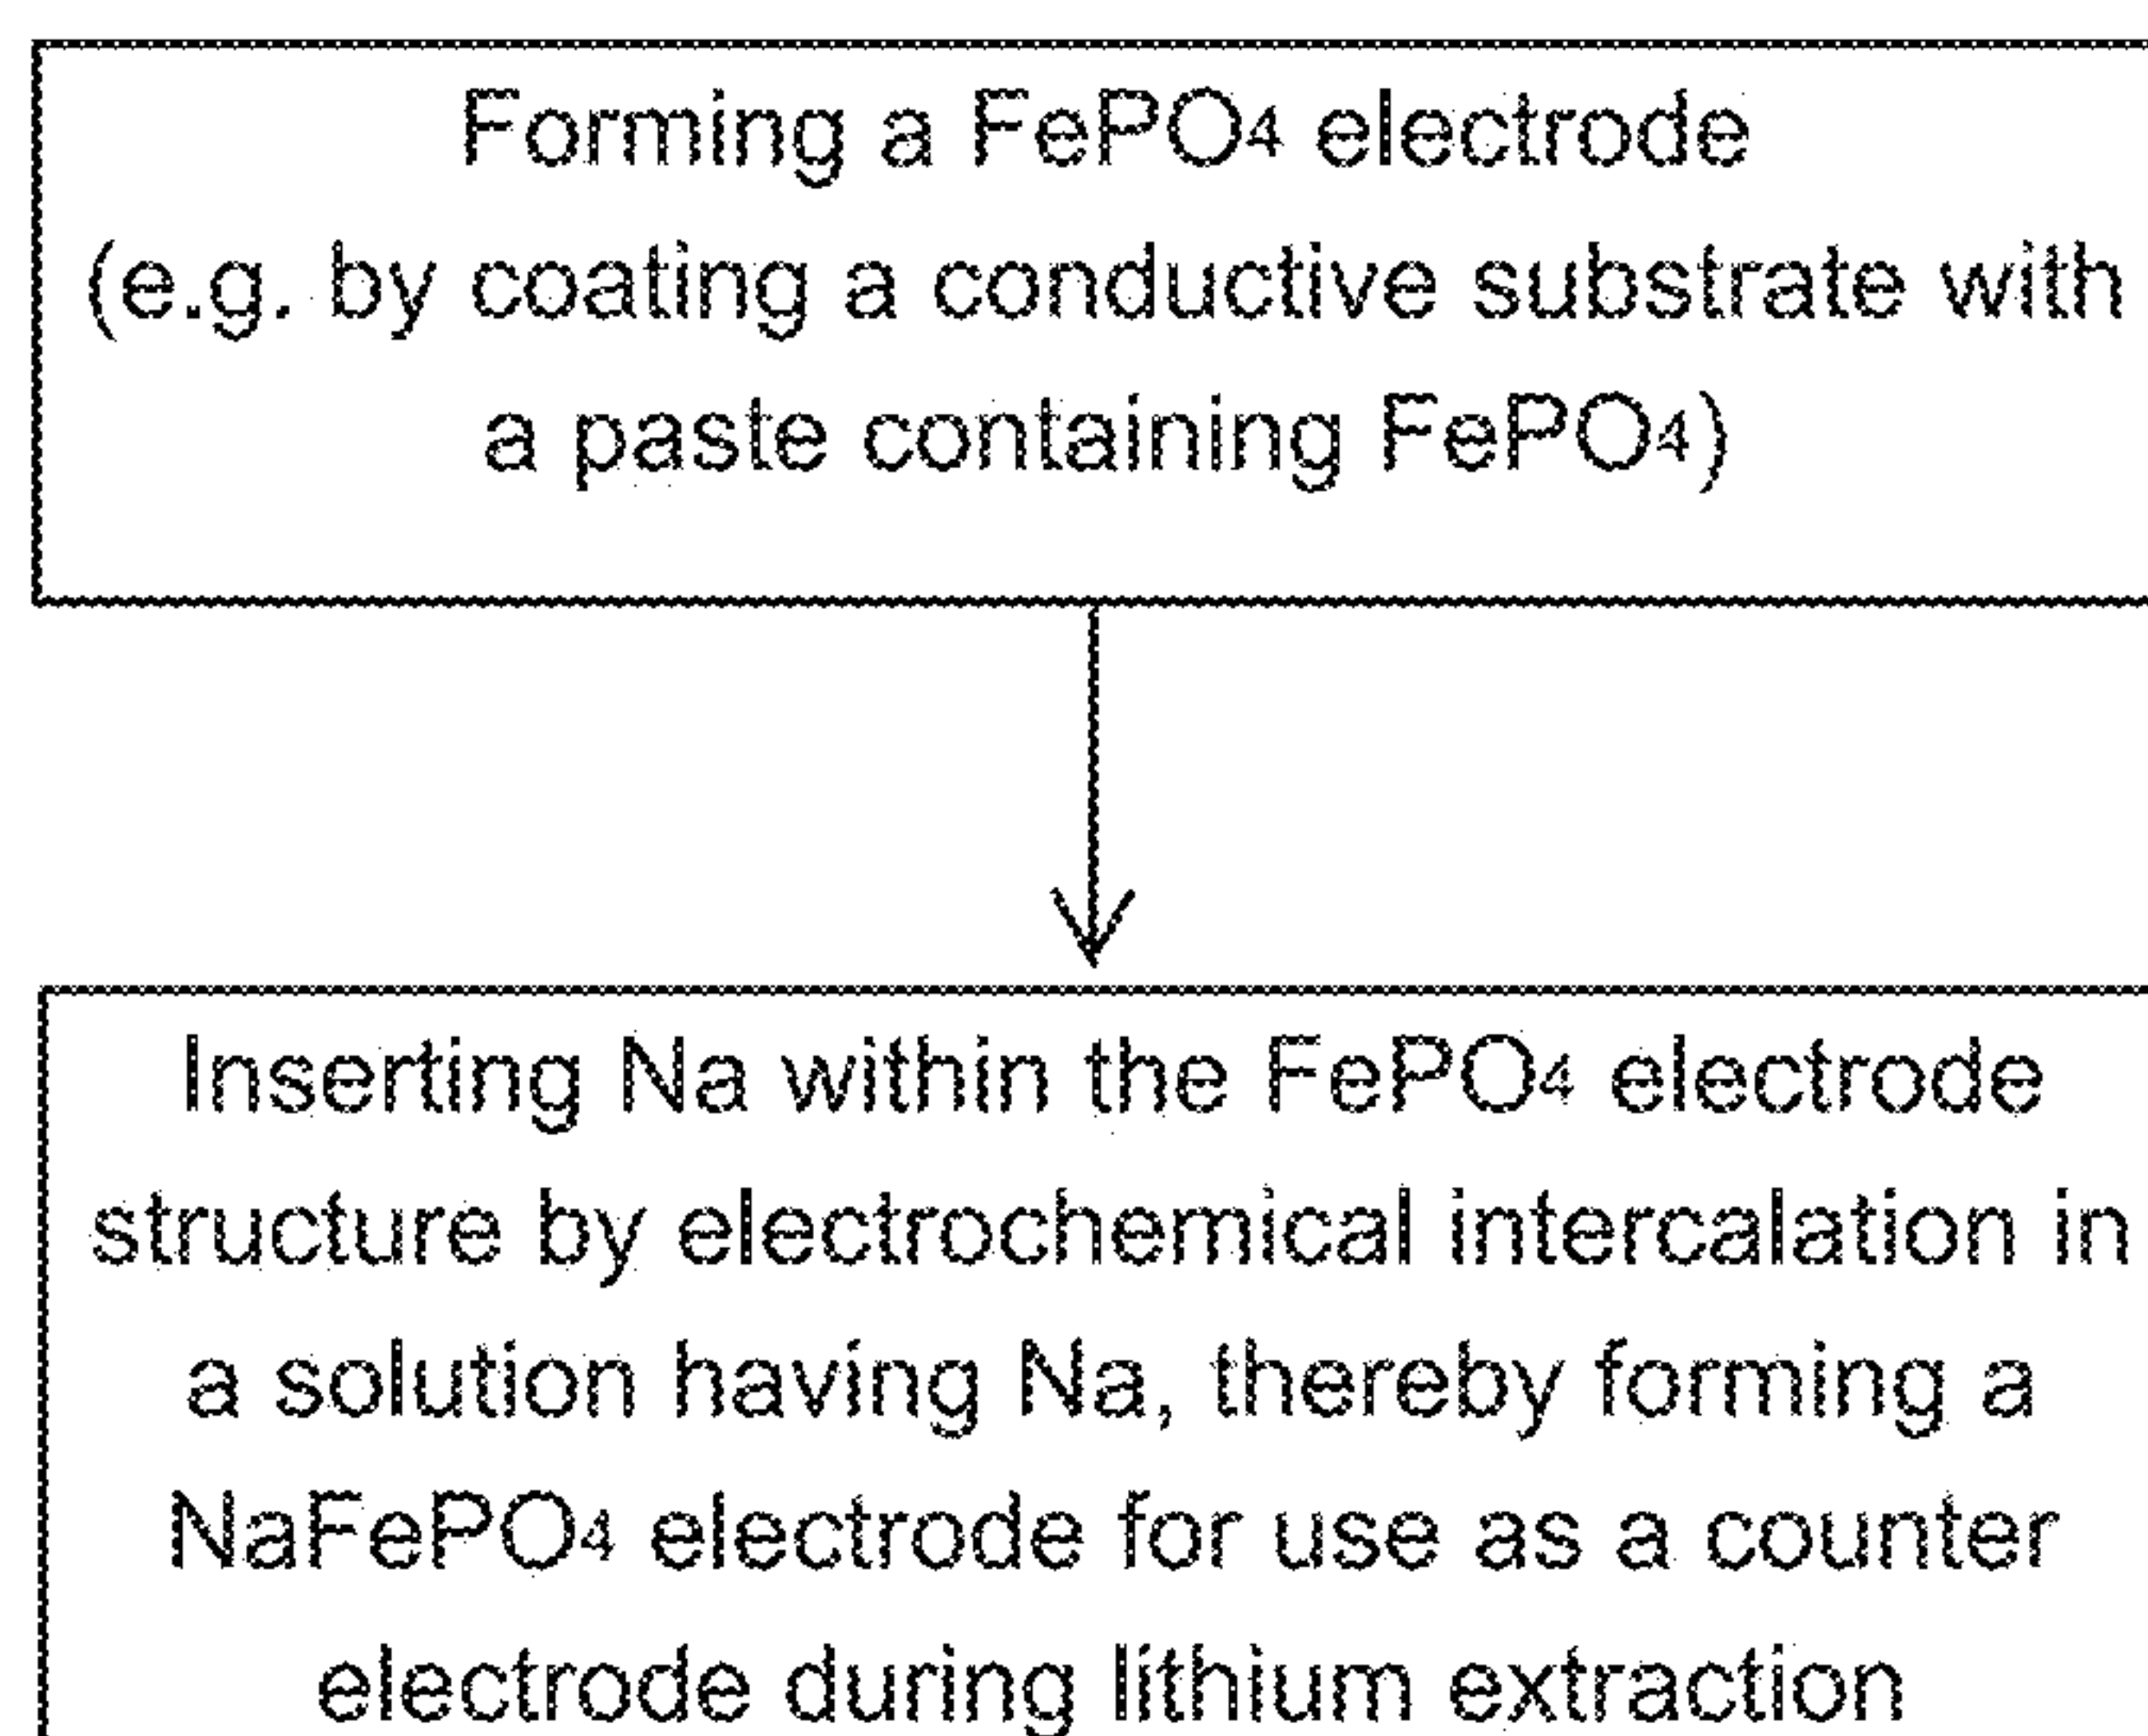 Forming a FePO4 electrode
(e.g. by coating a conductive substrate with
a paste containing FePO4)
Inserting Na within the FePO4 electrode
structure by electrochemical intercalation in
a solution having Na, thereby forming a
NaFePO4 electrode for use as a counter
electrode during lithium extraction